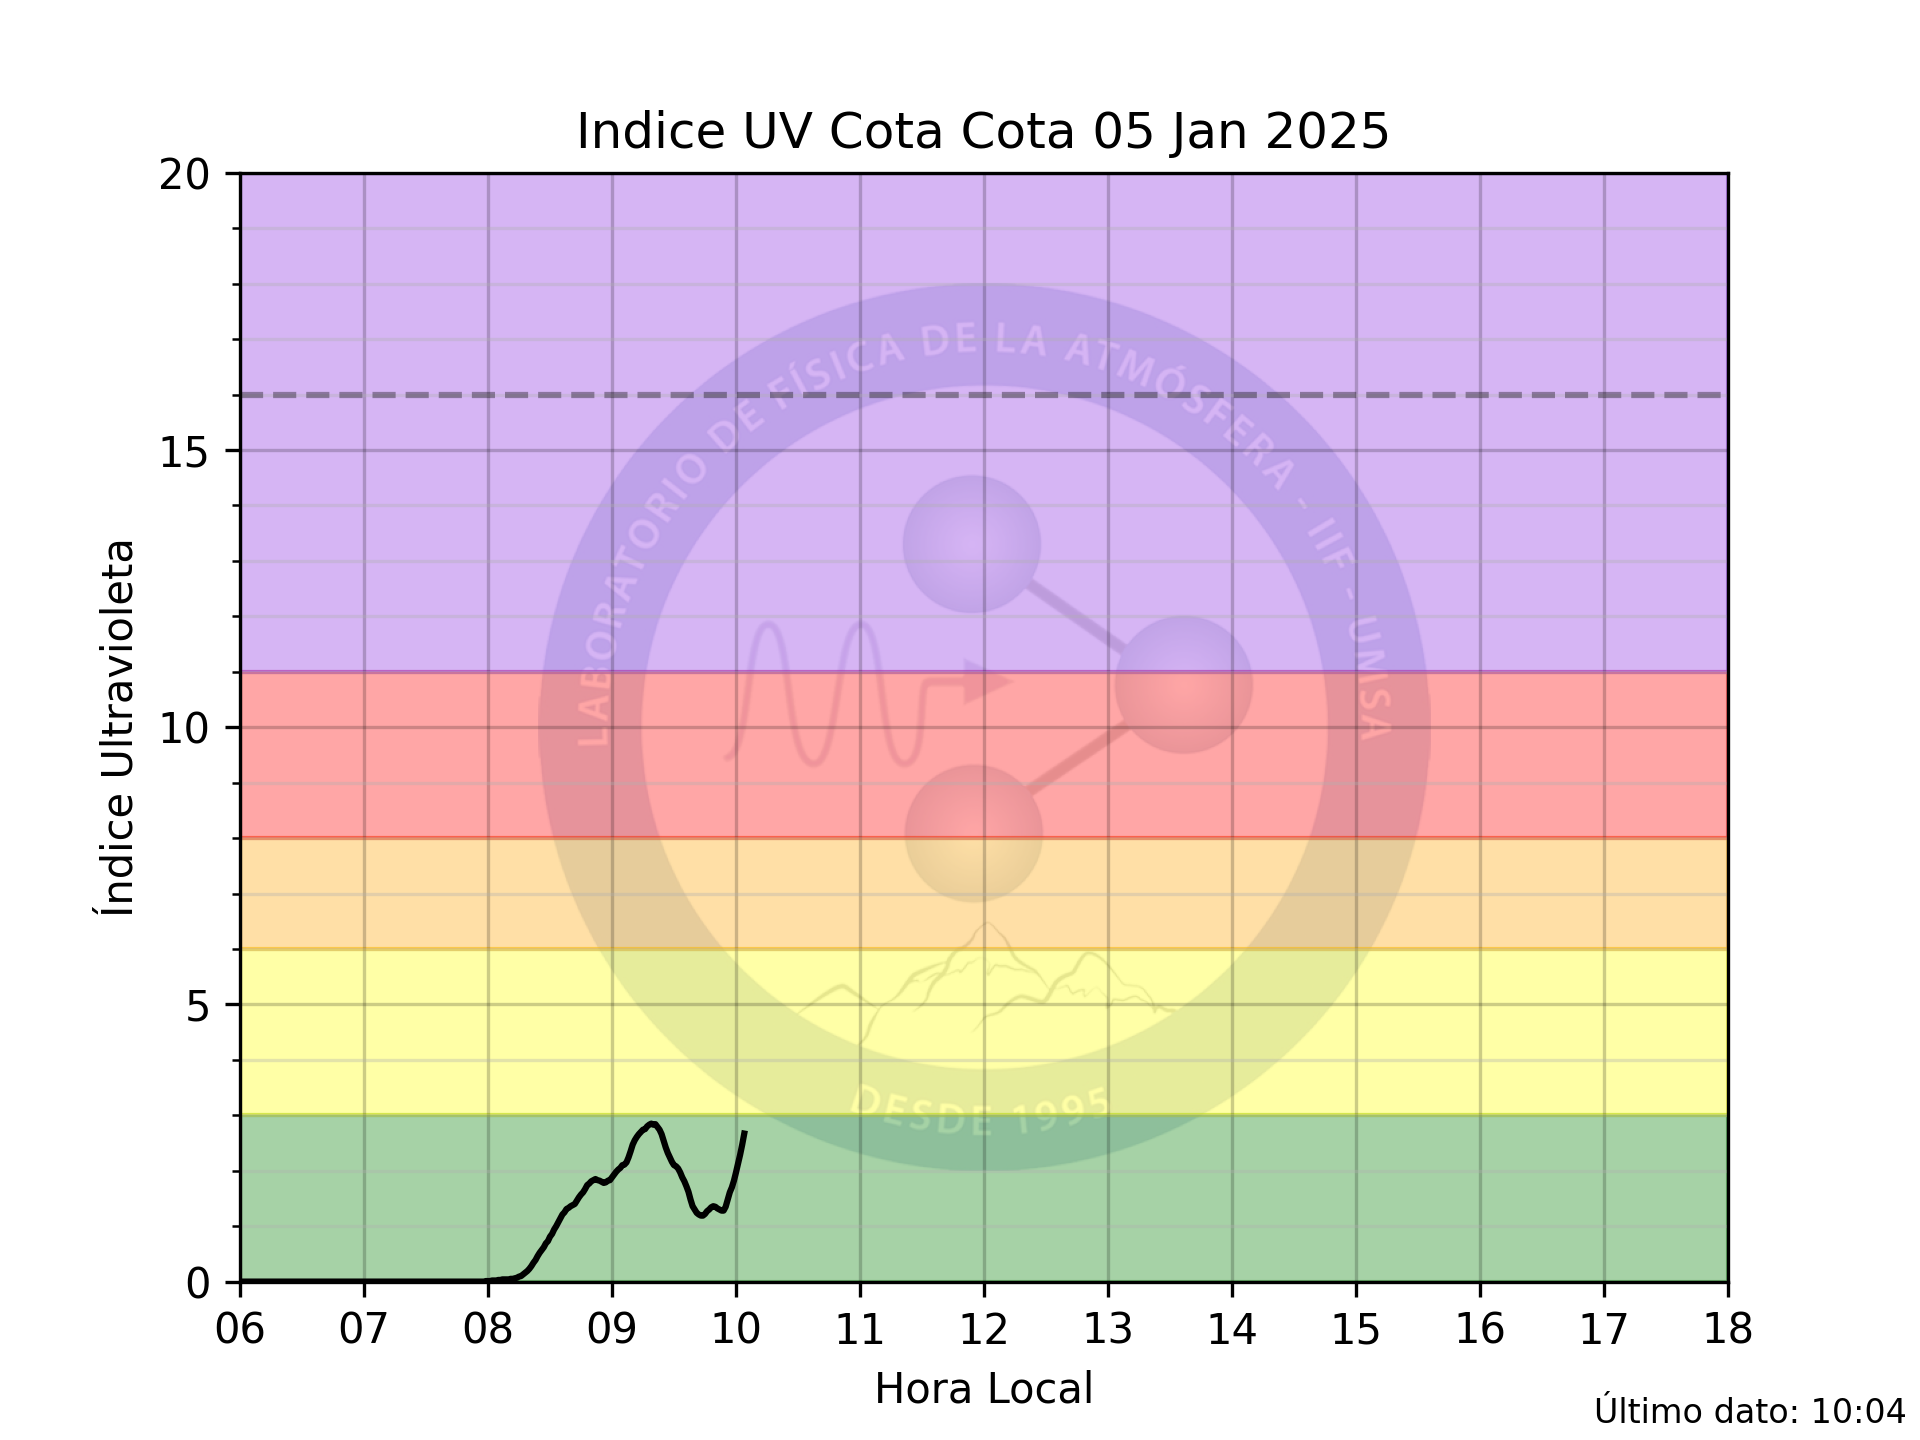 Indice UV Cota Cota 05 Jan 2025
20
15
10
5
0
Índice Ultravioleta
LABORATORIO DE FÍSICA DE LA ATMÓSFERA - IIF - UMSA
DESDE 1995
06 07 08 09 10 11 12 13 14 15 16 17 18
Hora Local
Último dato: 10:04